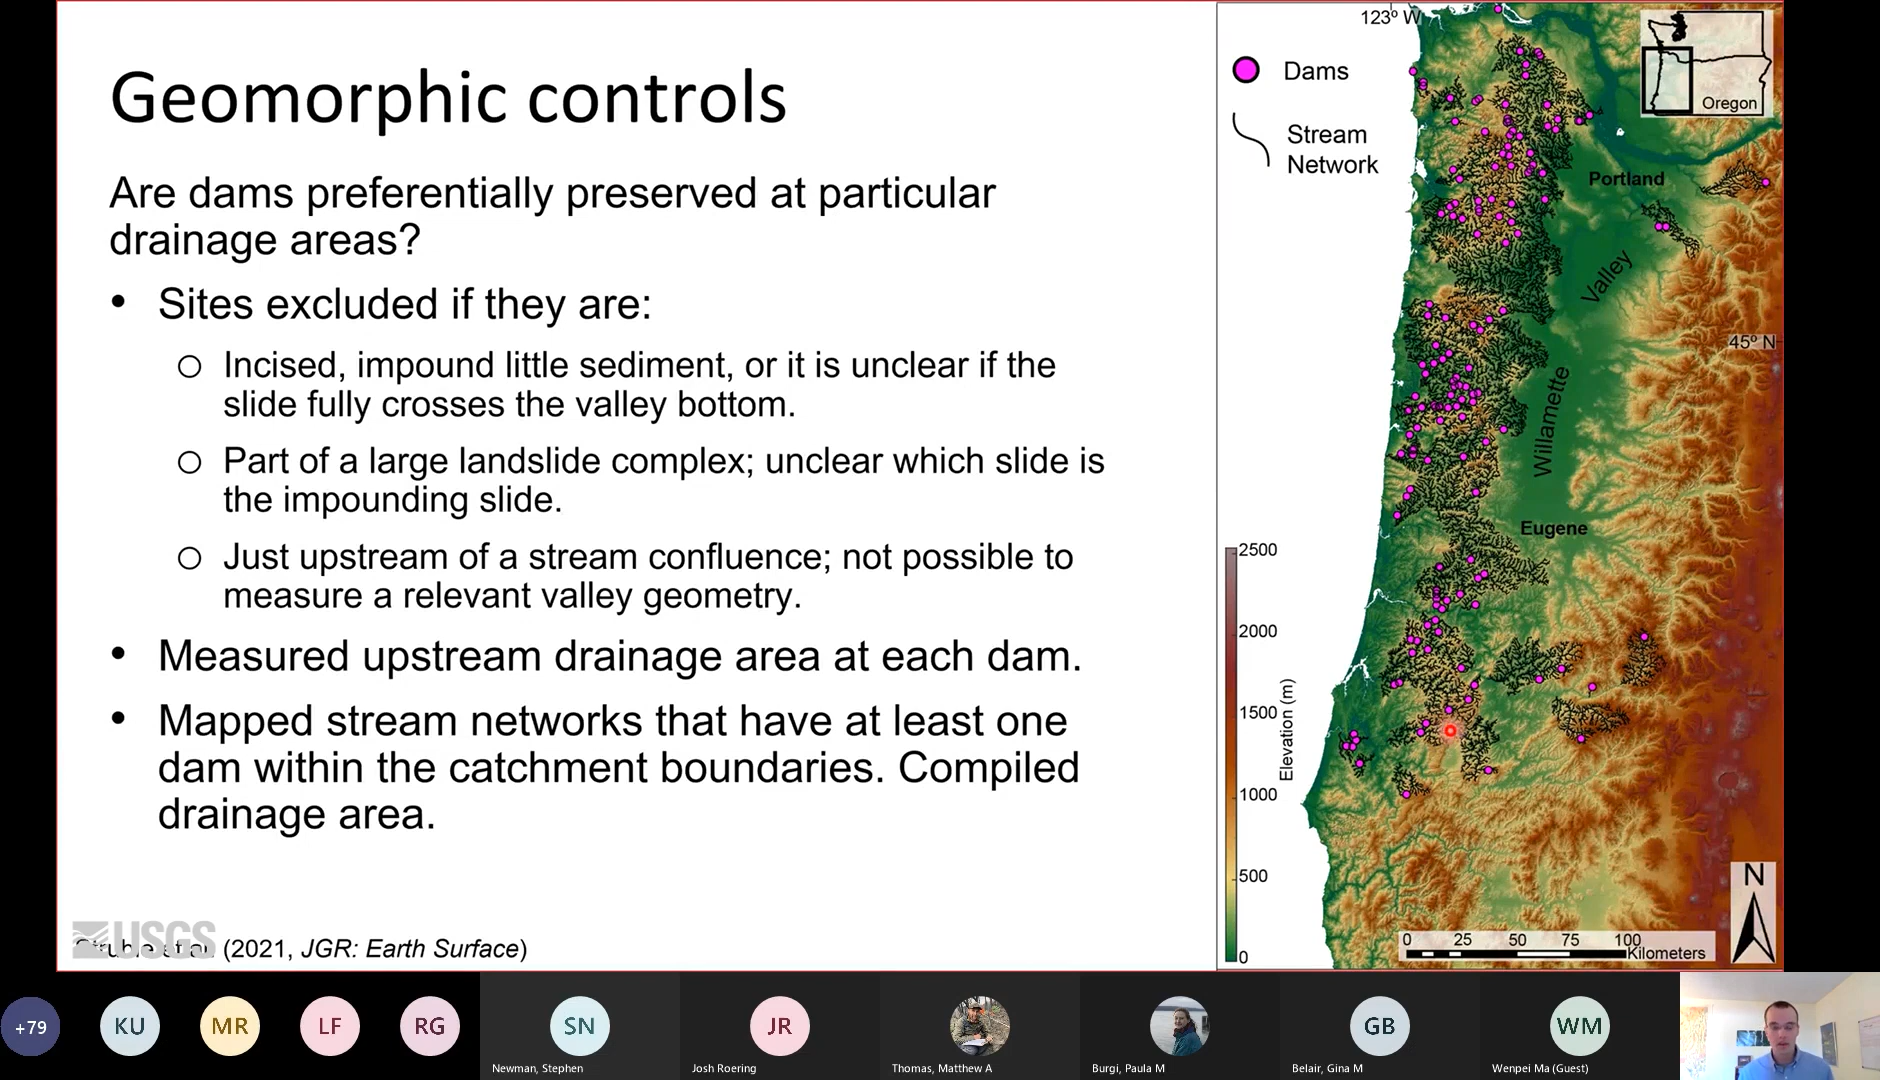 Geomorphic controls
Are dams preferentially preserved at particular
drainage areas?
• Sites excluded if they are:
○ Incised, impound little sediment, or it is unclear if the
slide fully crosses the valley bottom.
○ Part of a large landslide complex; unclear which slide is
the impounding slide.
○ Just upstream of a stream confluence; not possible to
measure a relevant valley geometry.
• Measured upstream drainage area at each dam.
• Mapped stream networks that have at least one
dam within the catchment boundaries. Compiled
drainage area.
USGS
(2021, JGR: Earth Surface)
123º W
Dams
Stream
Network
Oregon
Portland
Valley
45º N
Willamette
Eugene
2500
2000
1500
1000
500
0
Elevation (m)
N
0 25 50 75 100
Kilometers
+79
KU
MR
LF
RG
SN
Newman, Stephen
JR
Josh Roering
Thomas, Matthew A
Burgi, Paula M
GB
Belair, Gina M
WM
Wenpei Ma (Guest)